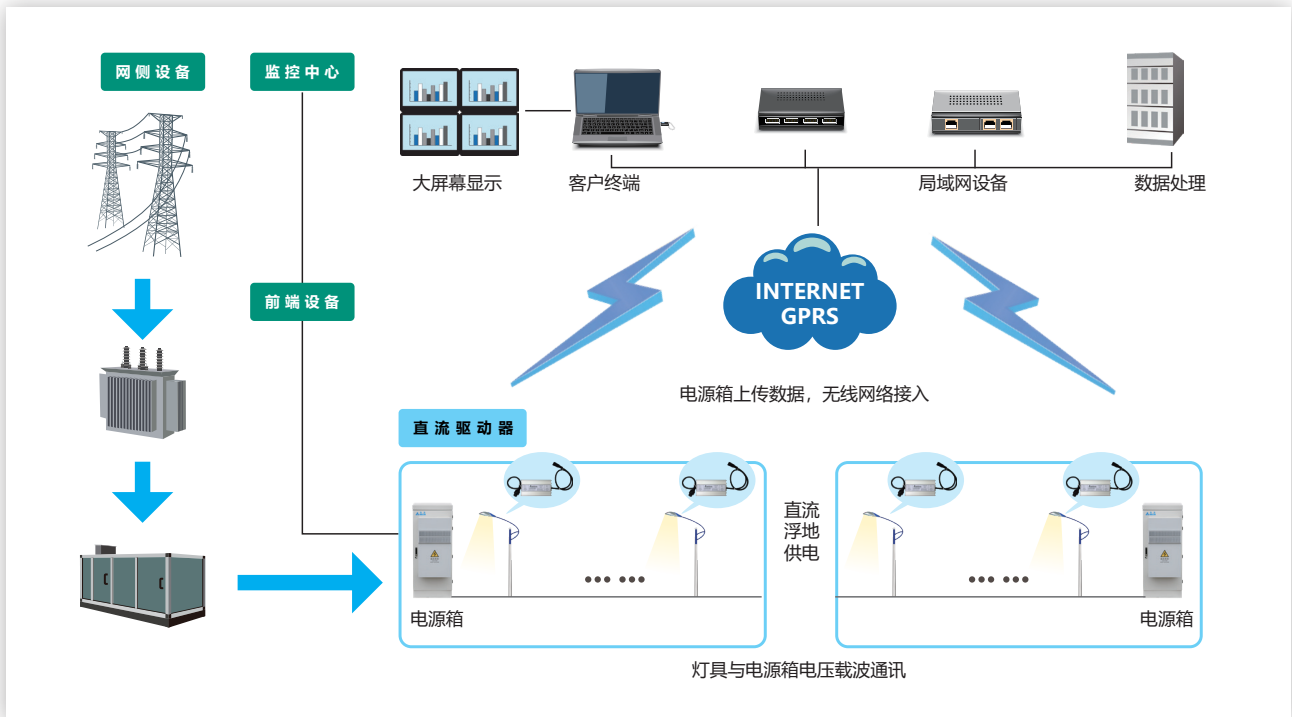 网侧设备
监控中心
大屏幕显示
客户终端
局域网设备
数据处理
前端设备
INTERNET
GPRS
电源箱上传数据，无线网络接入
直流驱动器
直流
浮地
供电
电源箱
电源箱
灯具与电源箱电压载波通讯